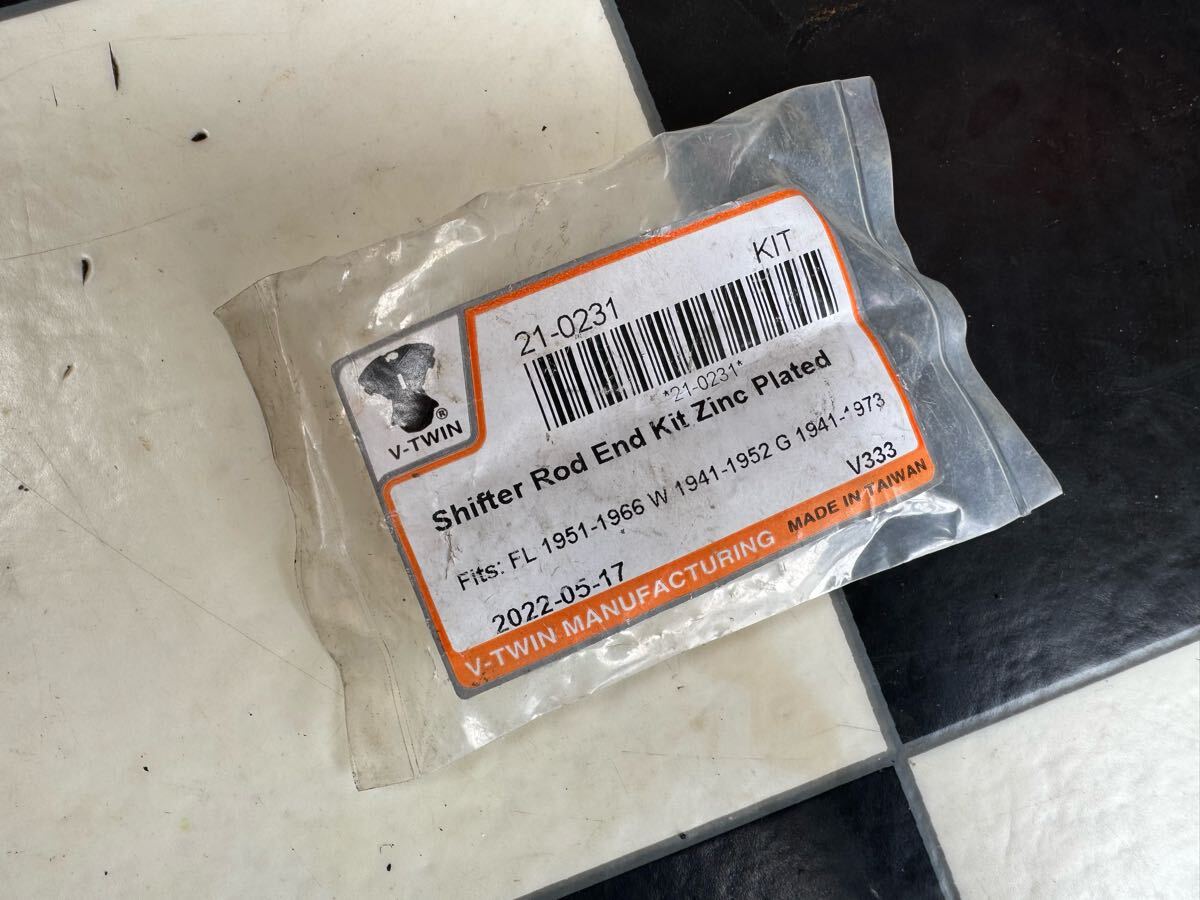 KIT
21-0231
*21-0231*
®
V-TWIN
Shifter Rod End Kit Zinc Plated
Fits: FL 1951-1966 W 1941-1952 G 1941-1973
V333
2022-05-17
V-TWIN MANUFACTURING MADE IN TAIWAN